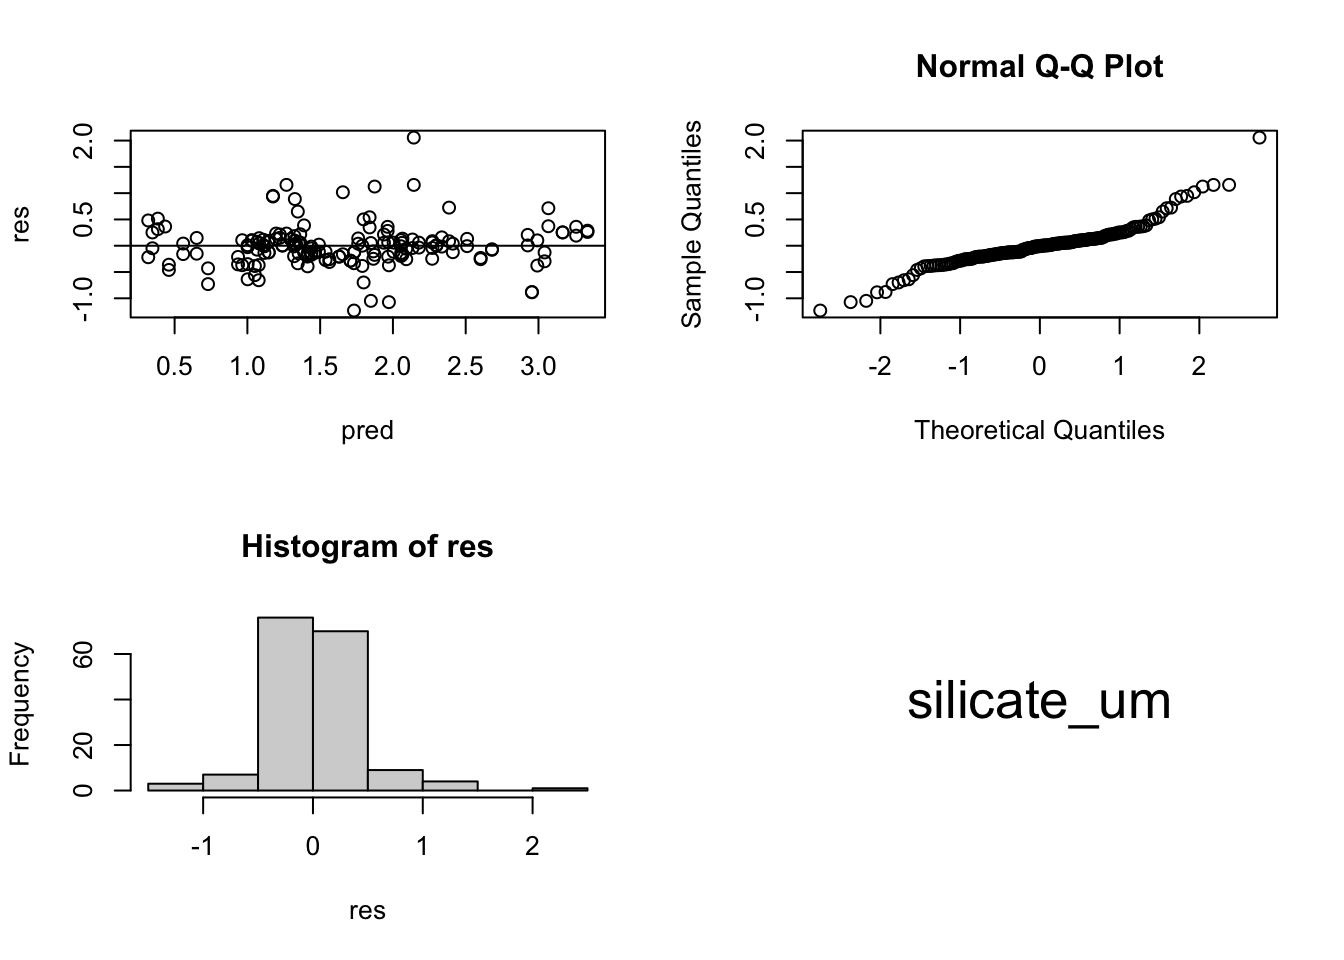 res
2.0
0.5
-1.0
0.5 1.0 1.5 2.0 2.5 3.0
pred
Normal Q-Q Plot
Sample Quantiles
2.0
0.5
-1.0
-2 -1 0 1 2
Theoretical Quantiles
Histogram of res
Frequency
60
20
0
-1 0 1 2
res
silicate_um